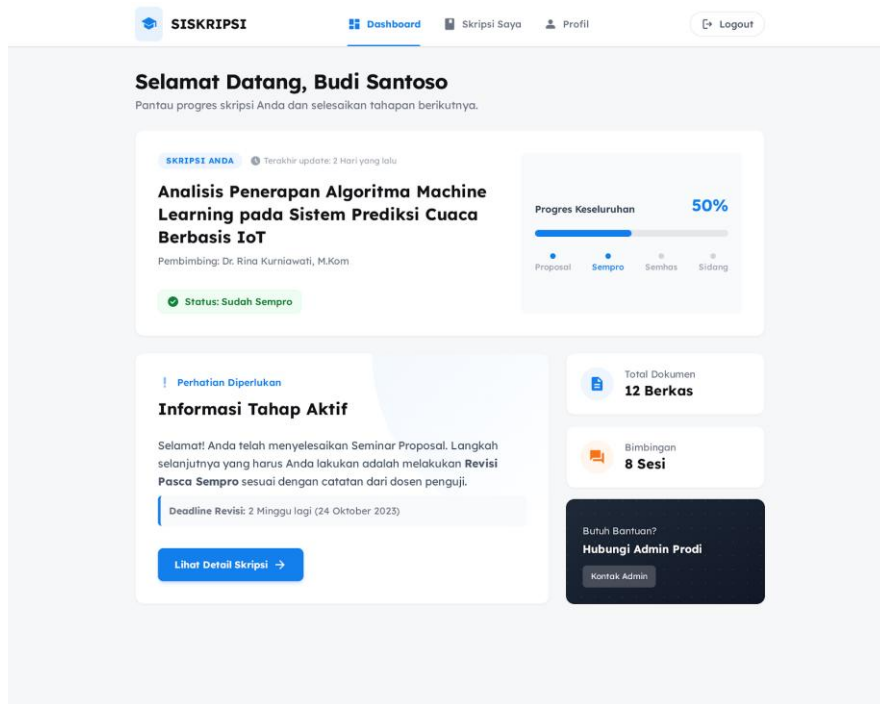 SISKRIPSI
Dashboard
Skripsi Saya
Profil
Logout
Selamat Datang, Budi Santoso
Pantau progres skripsi Anda dan selesaikan tahapan berikutnya.
SKRIPSI ANDA
Terakhir update: 2 Hari yang lalu
Analisis Penerapan Algoritma Machine
Learning pada Sistem Prediksi Cuaca
Berbasis IoT
Pembimbing: Dr. Rina Kurniawati, M.Kom
Status: Sudah Sempro
Progres Keseluruhan
50%
Proposal
Sempro
Semhas
Sidang
Perhatian Diperlukan
Informasi Tahap Aktif
Selamat! Anda telah menyelesaikan Seminar Proposal. Langkah
selanjutnya yang harus Anda lakukan adalah melakukan Revisi
Pasca Sempro sesuai dengan catatan dari dosen penguji.
Deadline Revisi: 2 Minggu lagi (24 Oktober 2023)
Lihat Detail Skripsi →
Total Dokumen
12 Berkas
Bimbingan
8 Sesi
Butuh Bantuan?
Hubungi Admin Prodi
Kontak Admin